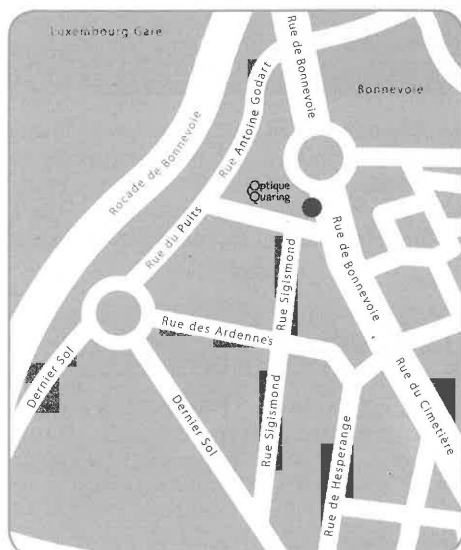 Luxembourg Gare
Rue de Bonnevoie
Bonnevoie
Rue Antoine Godart
Rocade de Bonnevoie
Optique
Quaring
Rue du Puits
Rue de Bonnevoie
Rue Sigismond
Rue des Ardennes
Dernier Sol
Dernier Sol
Rue Sigismond
Rue de Hesperange
Rue du Cimetière